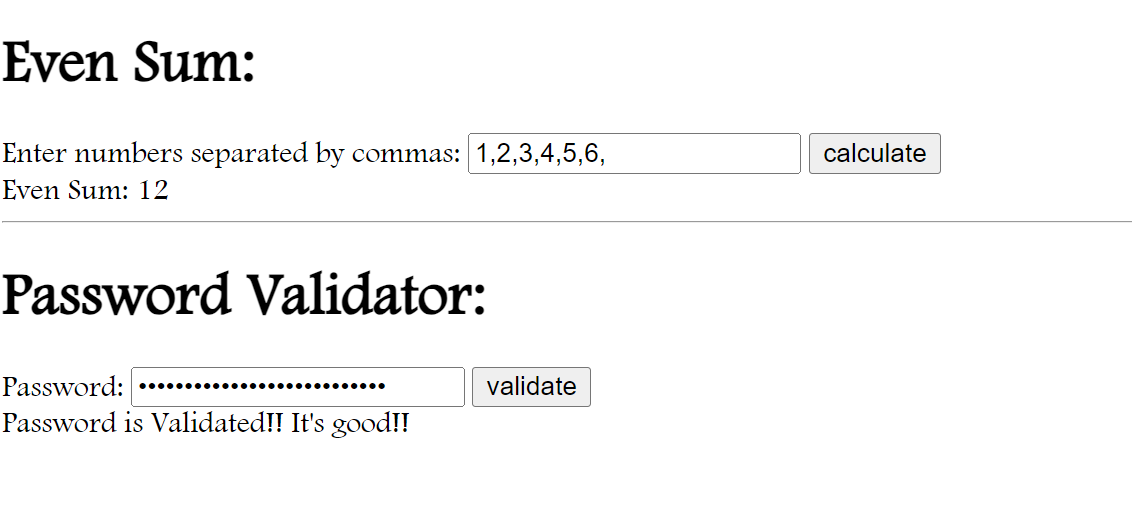 Even Sum:
Enter numbers separated by commas: 1,2,3,4,5,6, calculate
Even Sum: 12
Password Validator:
Password: ••••••••••••••••••••••••••• validate
Password is Validated!! It's good!!